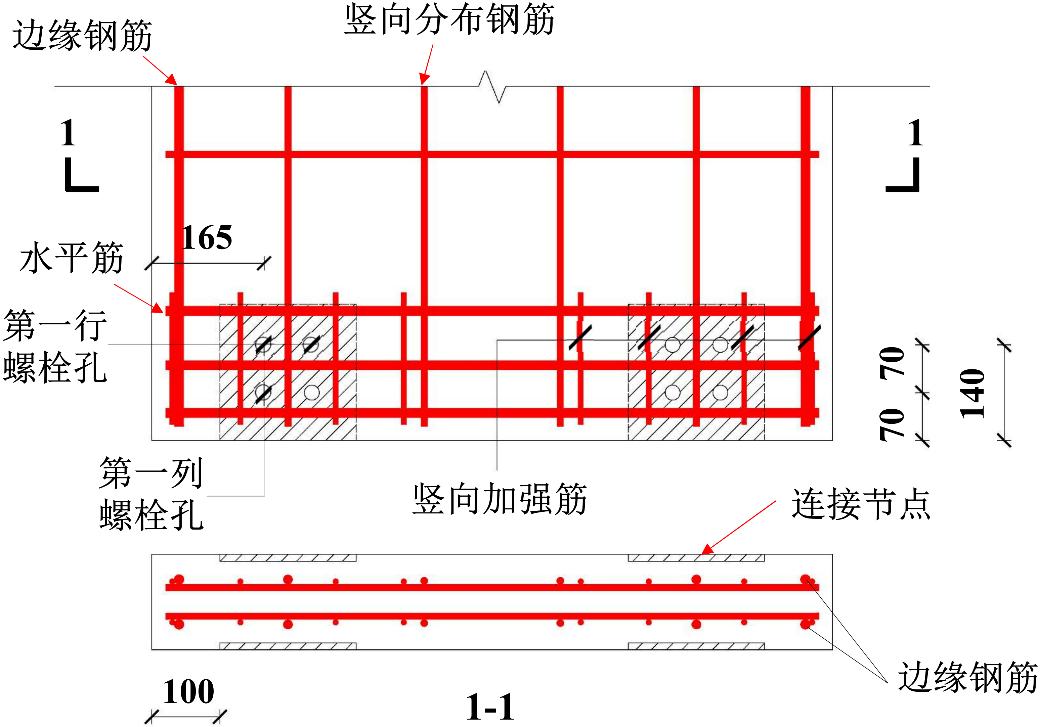 边缘钢筋
竖向分布钢筋
1
1
165
水平筋
第一行
螺栓孔
70
70
140
第一列
螺栓孔
竖向加强筋
连接节点
边缘钢筋
100
1-1